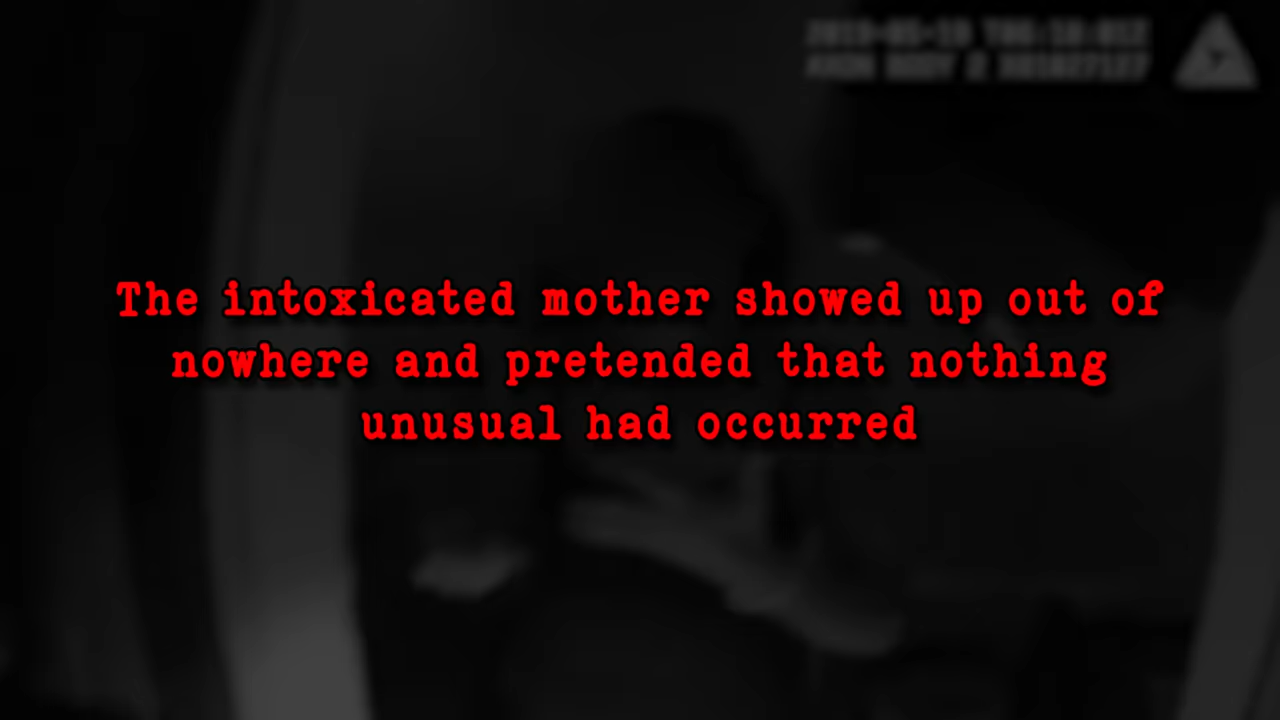 The intoxicated mother showed up out of
nowhere and pretended that nothing
unusual had occurred